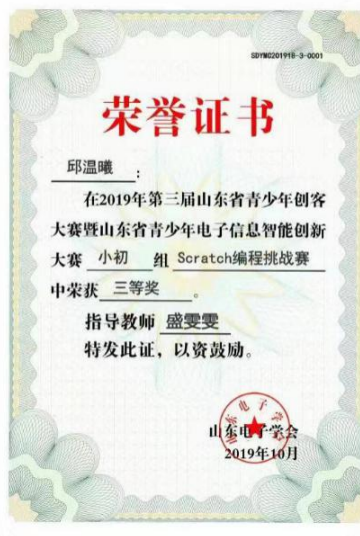 SDYMC201918-3-0001
荣誉证书
邱温曦：
在2019年第三届山东省青少年创客
大赛暨山东省青少年电子信息智能创新
大赛 小初 组 Scratch编程挑战赛
中荣获 三等奖 。
指导教师 盛雯雯
特发此证，以资鼓励。
山东电子学会
2019年10月